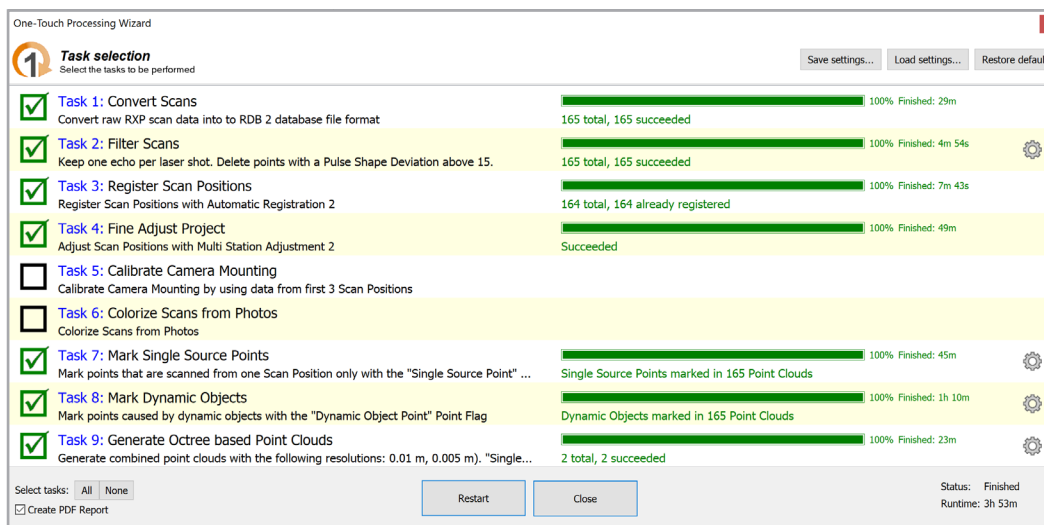 One-Touch Processing Wizard
1
Task selection
Select the tasks to be performed
Save settings... Load settings... Restore defaul
Task 1: Convert Scans
100% Finished: 29m
Convert raw RXP scan data into to RDB 2 database file format
165 total, 165 succeeded
Task 2: Filter Scans
100% Finished: 4m 54s
Keep one echo per laser shot. Delete points with a Pulse Shape Deviation above 15.
165 total, 165 succeeded
Task 3: Register Scan Positions
100% Finished: 7m 43s
Register Scan Positions with Automatic Registration 2
164 total, 164 already registered
Task 4: Fine Adjust Project
100% Finished: 49m
Adjust Scan Positions with Multi Station Adjustment 2
Succeeded
Task 5: Calibrate Camera Mounting
Calibrate Camera Mounting by using data from first 3 Scan Positions
Task 6: Colorize Scans from Photos
Colorize Scans from Photos
Task 7: Mark Single Source Points
100% Finished: 45m
Mark points that are scanned from one Scan Position only with the "Single Source Point" ...
Single Source Points marked in 165 Point Clouds
Task 8: Mark Dynamic Objects
100% Finished: 1h 10m
Mark points caused by dynamic objects with the "Dynamic Object Point" Point Flag
Dynamic Objects marked in 165 Point Clouds
Task 9: Generate Octree based Point Clouds
100% Finished: 23m
Generate combined point clouds with the following resolutions: 0.01 m, 0.005 m). "Single...
2 total, 2 succeeded
Select tasks: All None
Create PDF Report
Restart
Close
Status: Finished
Runtime: 3h 53m